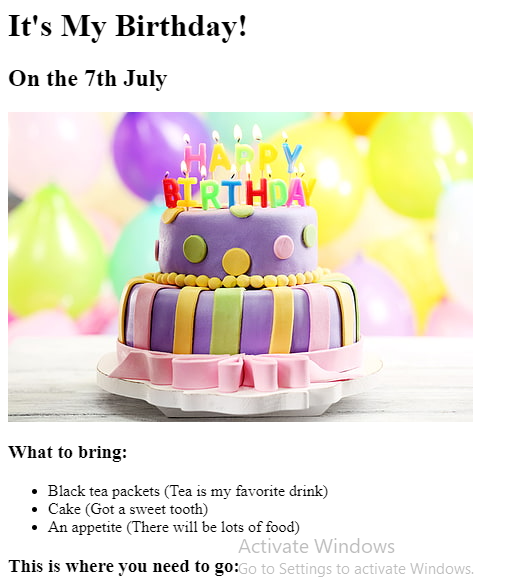 It's My Birthday!
On the 7th July
HAPPY
BIRTHDAY
What to bring:
Black tea packets (Tea is my favorite drink)
Cake (Got a sweet tooth)
An appetite (There will be lots of food)
This is where you need to go:
Activate Windows
Go to Settings to activate Windows.